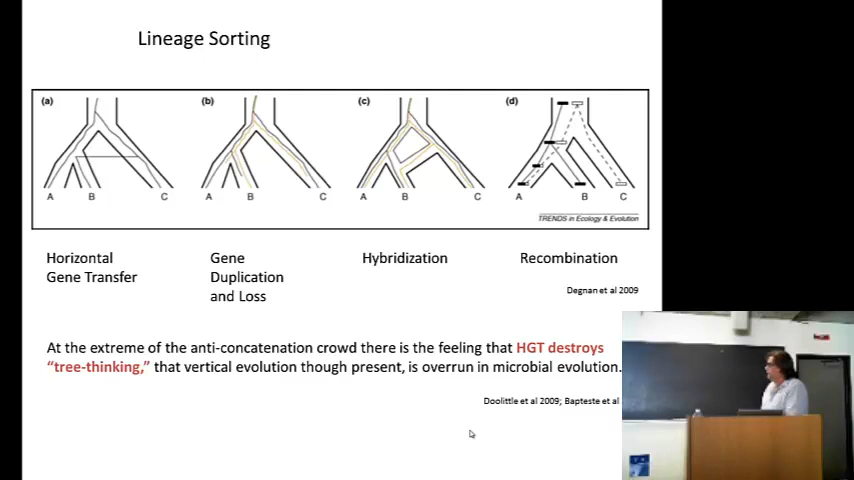 Lineage Sorting
(a)
(b)
(c)
(d)
A B C
A B C
A B C
A B C
TRENDS in Ecology & Evolution
Horizontal
Gene Transfer
Gene
Duplication
and Loss
Hybridization
Recombination
Degnan et al 2009
At the extreme of the anti-concatenation crowd there is the feeling that HGT destroys
“tree-thinking,” that vertical evolution though present, is overrun in microbial evolution.
Doolittle et al 2009; Bapteste et al